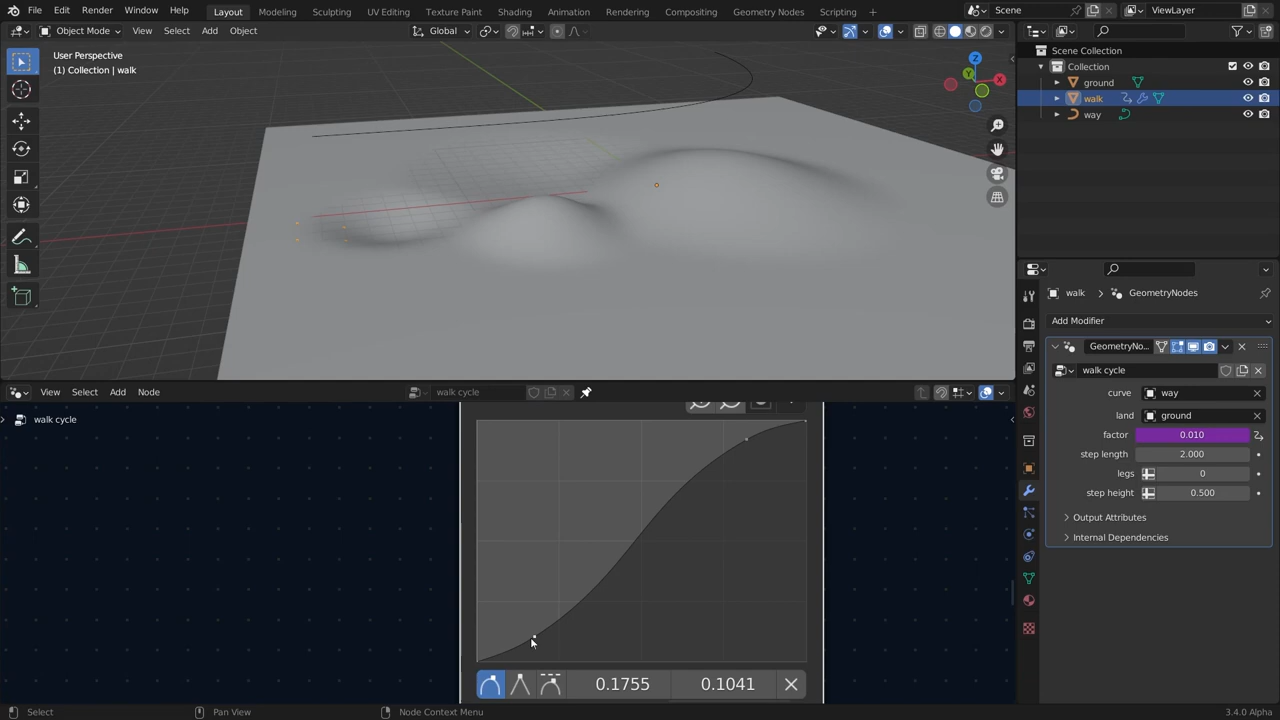 File Edit Render Window Help Layout Modeling Sculpting UV Editing Texture Paint Shading Animation Rendering Compositing Geometry Nodes Scripting + Scene ViewLayer
Object Mode View Select Add Object Global
User Perspective
(1) Collection | walk
Z
Y
X
Scene Collection
Collection
ground
walk
way
walk > GeometryNodes
Add Modifier
GeometryNo...
walk cycle
curve way
land ground
factor 0.010
step length 2.000
legs 0
step height 0.500
Output Attributes
Internal Dependencies
View Select Add Node walk cycle
walk cycle
0.1755 0.1041
Select Pan View Node Context Menu 3.4.0 Alpha